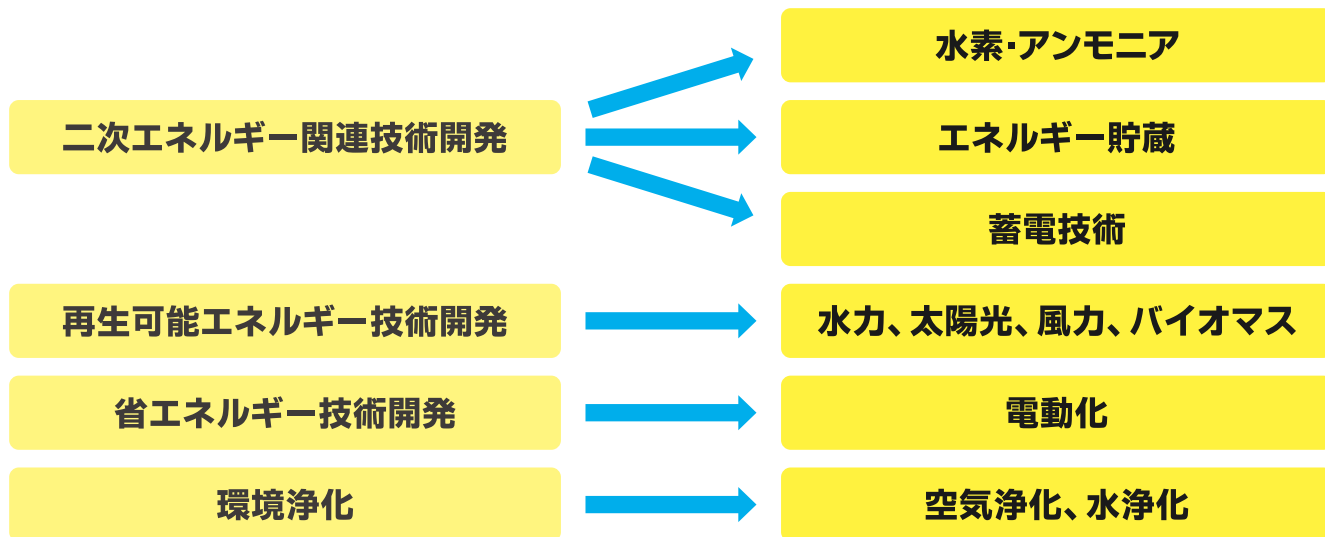 水素・アンモニア
二次エネルギー関連技術開発
エネルギー貯蔵
蓄電技術
再生可能エネルギー技術開発
水力、太陽光、風力、バイオマス
省エネルギー技術開発
電動化
環境浄化
空気浄化、水浄化